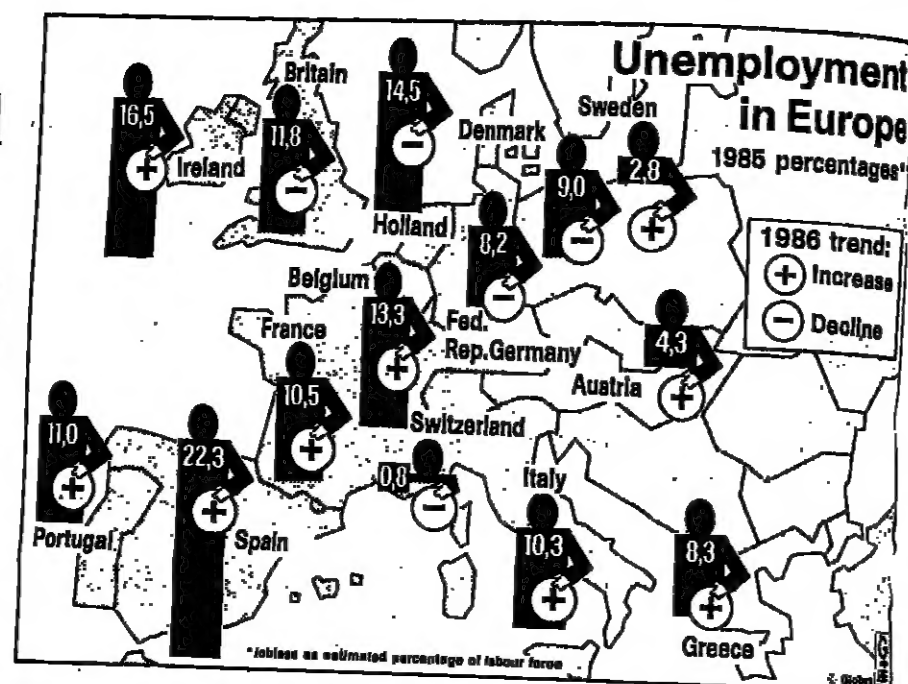 Unemployment
in Europe
1985 percentages*
1986 trend:
+ Increase
− Decline
16,5
+
Ireland
Britain
11,8
−
14,5
−
Holland
Denmark
9,0
−
Sweden
2,8
+
8,2
−
Fed.
Rep. Germany
Belgium
13,3
+
France
10,5
+
Austria
4,3
+
Switzerland
0,8
−
Portugal
11,0
+
Spain
22,3
+
Italy
10,3
+
8,3
+
Greece
*Jobless as estimated percentage of labour force